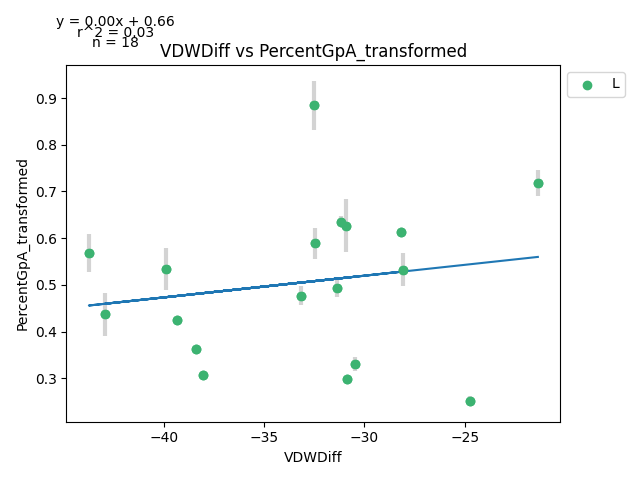 y = 0.00x + 0.66
r^2 = 0.03
n = 18
VDWDiff vs PercentGpA_transformed
L
PercentGpA_transformed
0.9
0.8
0.7
0.6
0.5
0.4
0.3
−40
−35
−30
−25
VDWDiff